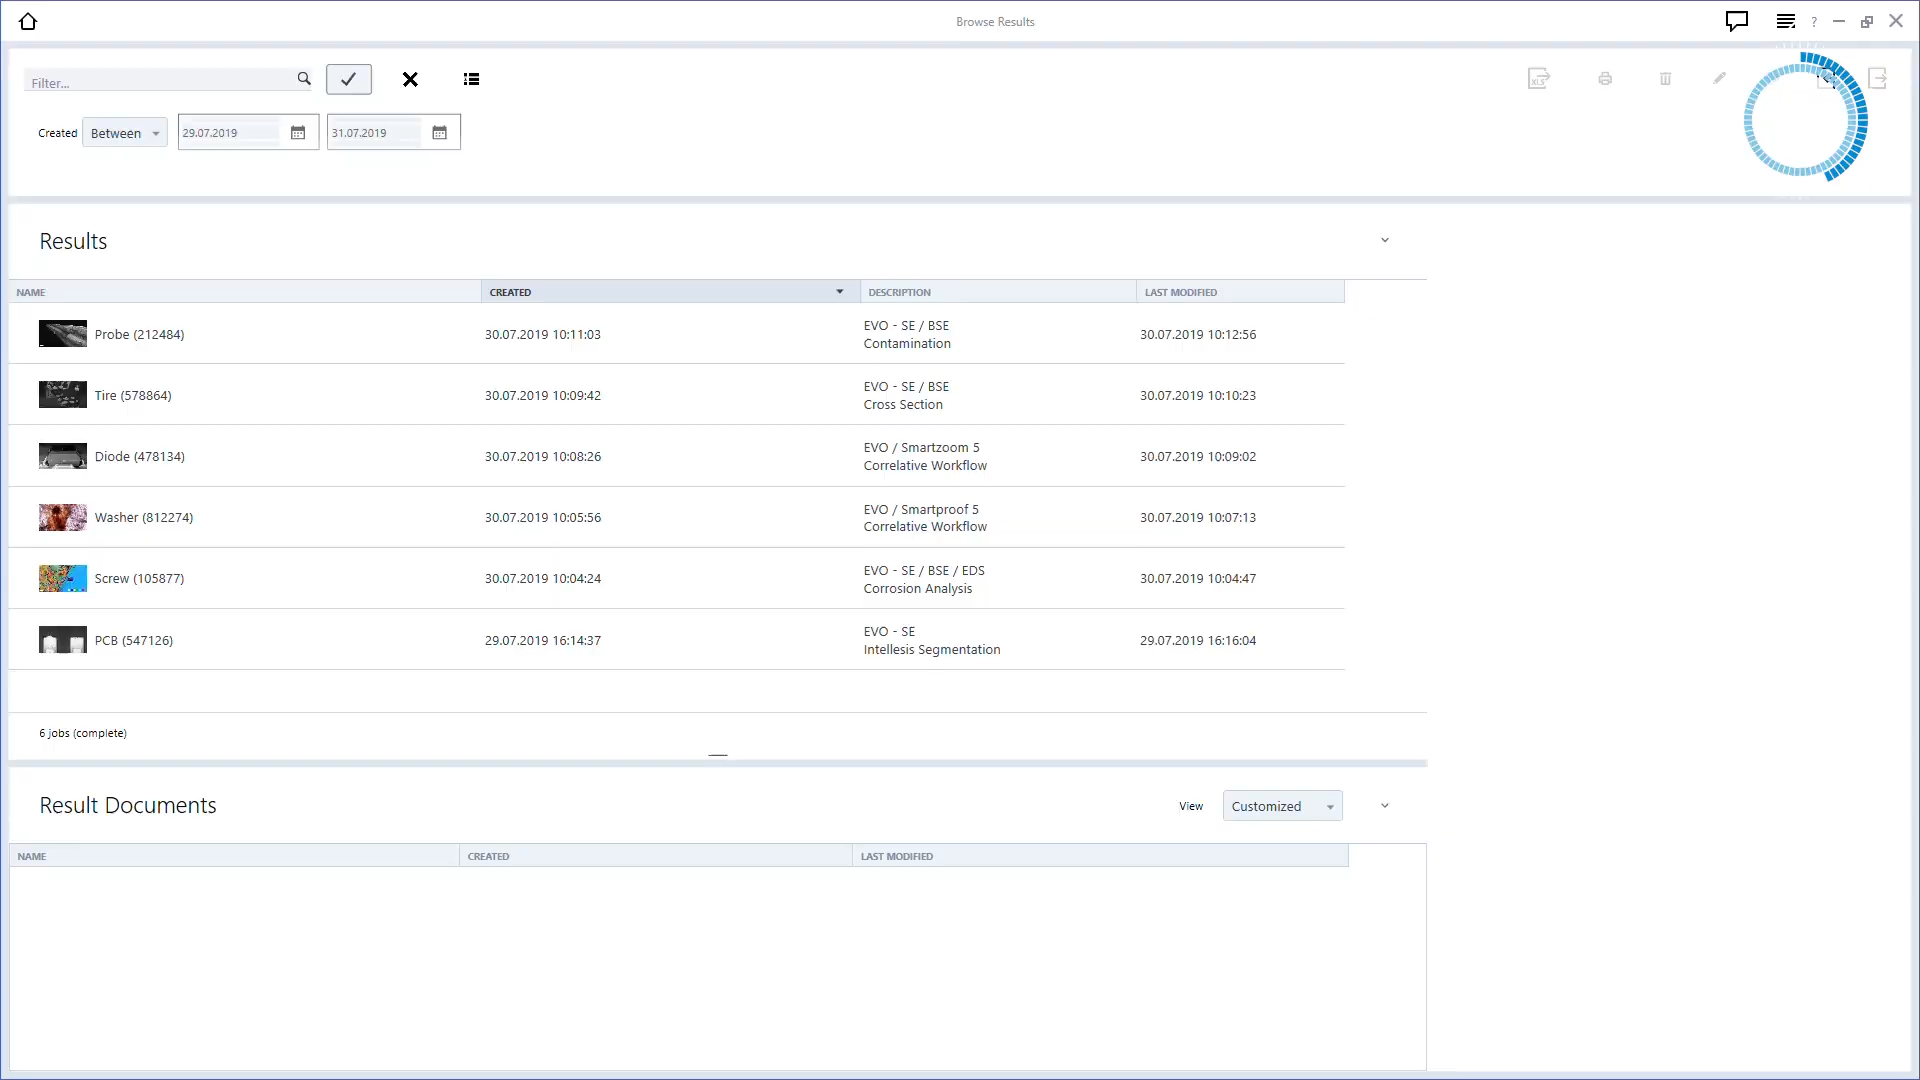 Browse Results
?
Filter...
XLS
Created Between 29.07.2019 31.07.2019
Results
NAME CREATED DESCRIPTION LAST MODIFIED
Probe (212484) 30.07.2019 10:11:03 EVO - SE / BSE 30.07.2019 10:12:56
Contamination
Tire (578864) 30.07.2019 10:09:42 EVO - SE / BSE 30.07.2019 10:10:23
Cross Section
Diode (478134) 30.07.2019 10:08:26 EVO / Smartzoom 5 30.07.2019 10:09:02
Correlative Workflow
Washer (812274) 30.07.2019 10:05:56 EVO / Smartproof 5 30.07.2019 10:07:13
Correlative Workflow
Screw (105877) 30.07.2019 10:04:24 EVO - SE / BSE / EDS 30.07.2019 10:04:47
Corrosion Analysis
PCB (547126) 29.07.2019 16:14:37 EVO - SE 29.07.2019 16:16:04
Intellesis Segmentation
6 jobs (complete)
Result Documents View Customized
NAME CREATED LAST MODIFIED